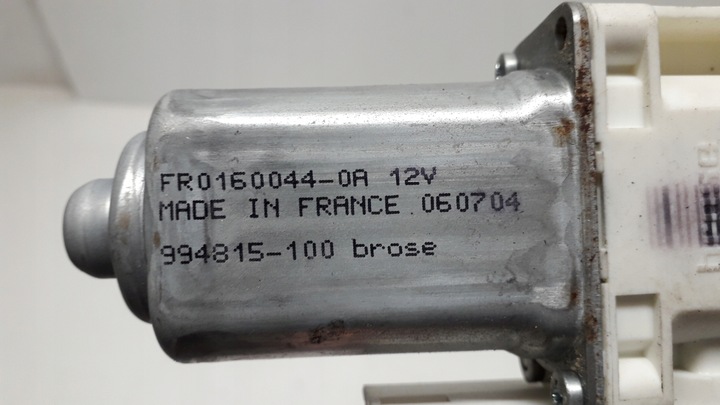 FR0160044-0A 12V
MADE IN FRANCE 060704
994815-100 brose